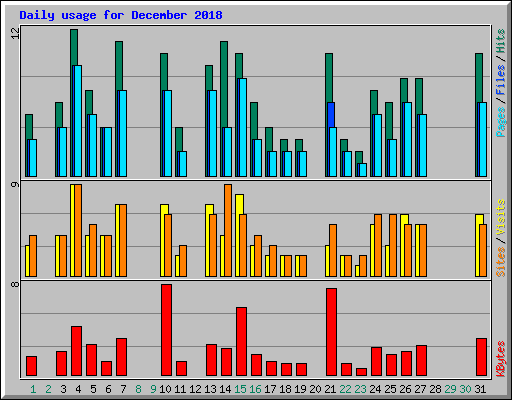 Daily usage for December 2018
12
9
8
Pages/Files/Hits
Sites/Visits
KBytes
1 2 3 4 5 6 7 8 9 10 11 12 13 14 15 16 17 18 19 20 21 22 23 24 25 26 27 28 29 30 31